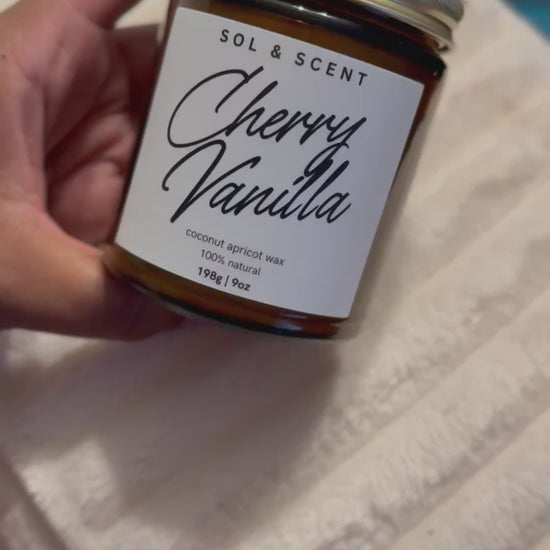 SOL & SCENT
Cherry
Vanilla
coconut apricot wax
100% natural
198g | 9oz